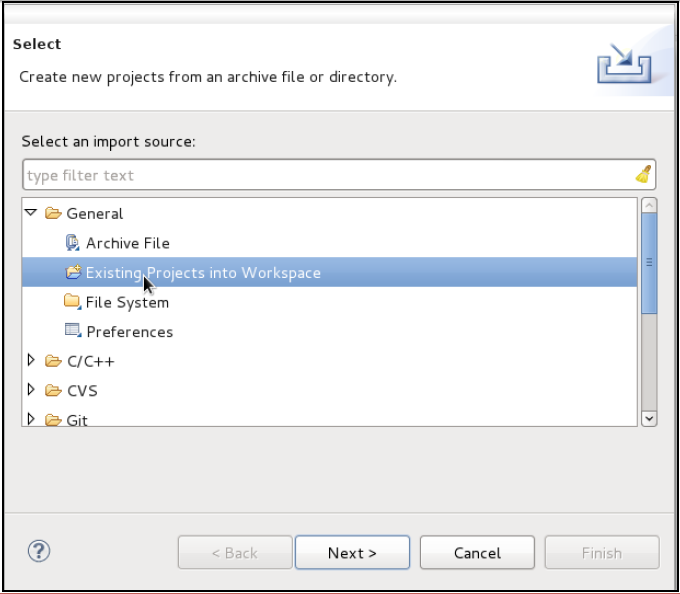 Select
Create new projects from an archive file or directory.
Select an import source:
type filter text
General
Archive File
Existing Projects into Workspace
File System
Preferences
C/C++
CVS
Git
?
< Back
Next >
Cancel
Finish